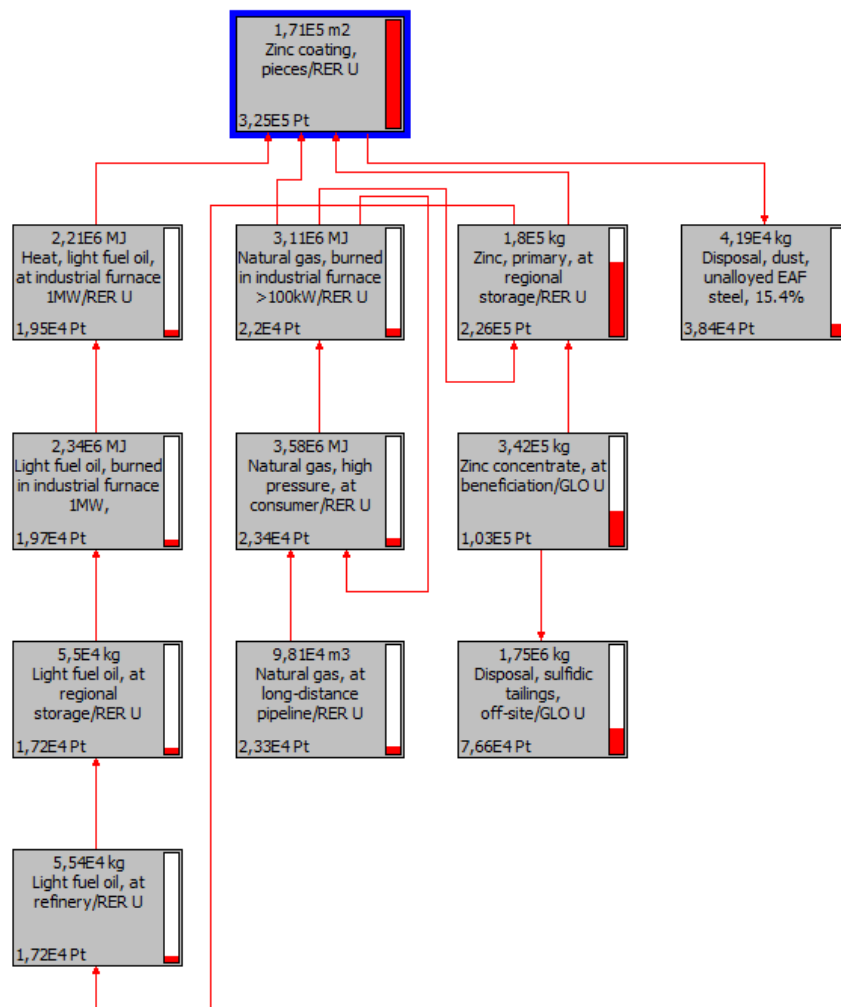 1,71E5 m2
Zinc coating,
pieces/RER U
3,25E5 Pt
2,21E6 MJ
Heat, light fuel oil,
at industrial furnace
1MW/RER U
1,95E4 Pt
3,11E6 MJ
Natural gas, burned
in industrial furnace
>100kW/RER U
2,2E4 Pt
1,8E5 kg
Zinc, primary, at
regional
storage/RER U
2,26E5 Pt
4,19E4 kg
Disposal, dust,
unalloyed EAF
steel, 15.4%
3,84E4 Pt
2,34E6 MJ
Light fuel oil, burned
in industrial furnace
1MW,
1,97E4 Pt
3,58E6 MJ
Natural gas, high
pressure, at
consumer/RER U
2,34E4 Pt
3,42E5 kg
Zinc concentrate, at
beneficiation/GLO U
1,03E5 Pt
5,5E4 kg
Light fuel oil, at
regional
storage/RER U
1,72E4 Pt
9,81E4 m3
Natural gas, at
long-distance
pipeline/RER U
2,33E4 Pt
1,75E6 kg
Disposal, sulfidic
tailings,
off-site/GLO U
7,66E4 Pt
5,54E4 kg
Light fuel oil, at
refinery/RER U
1,72E4 Pt